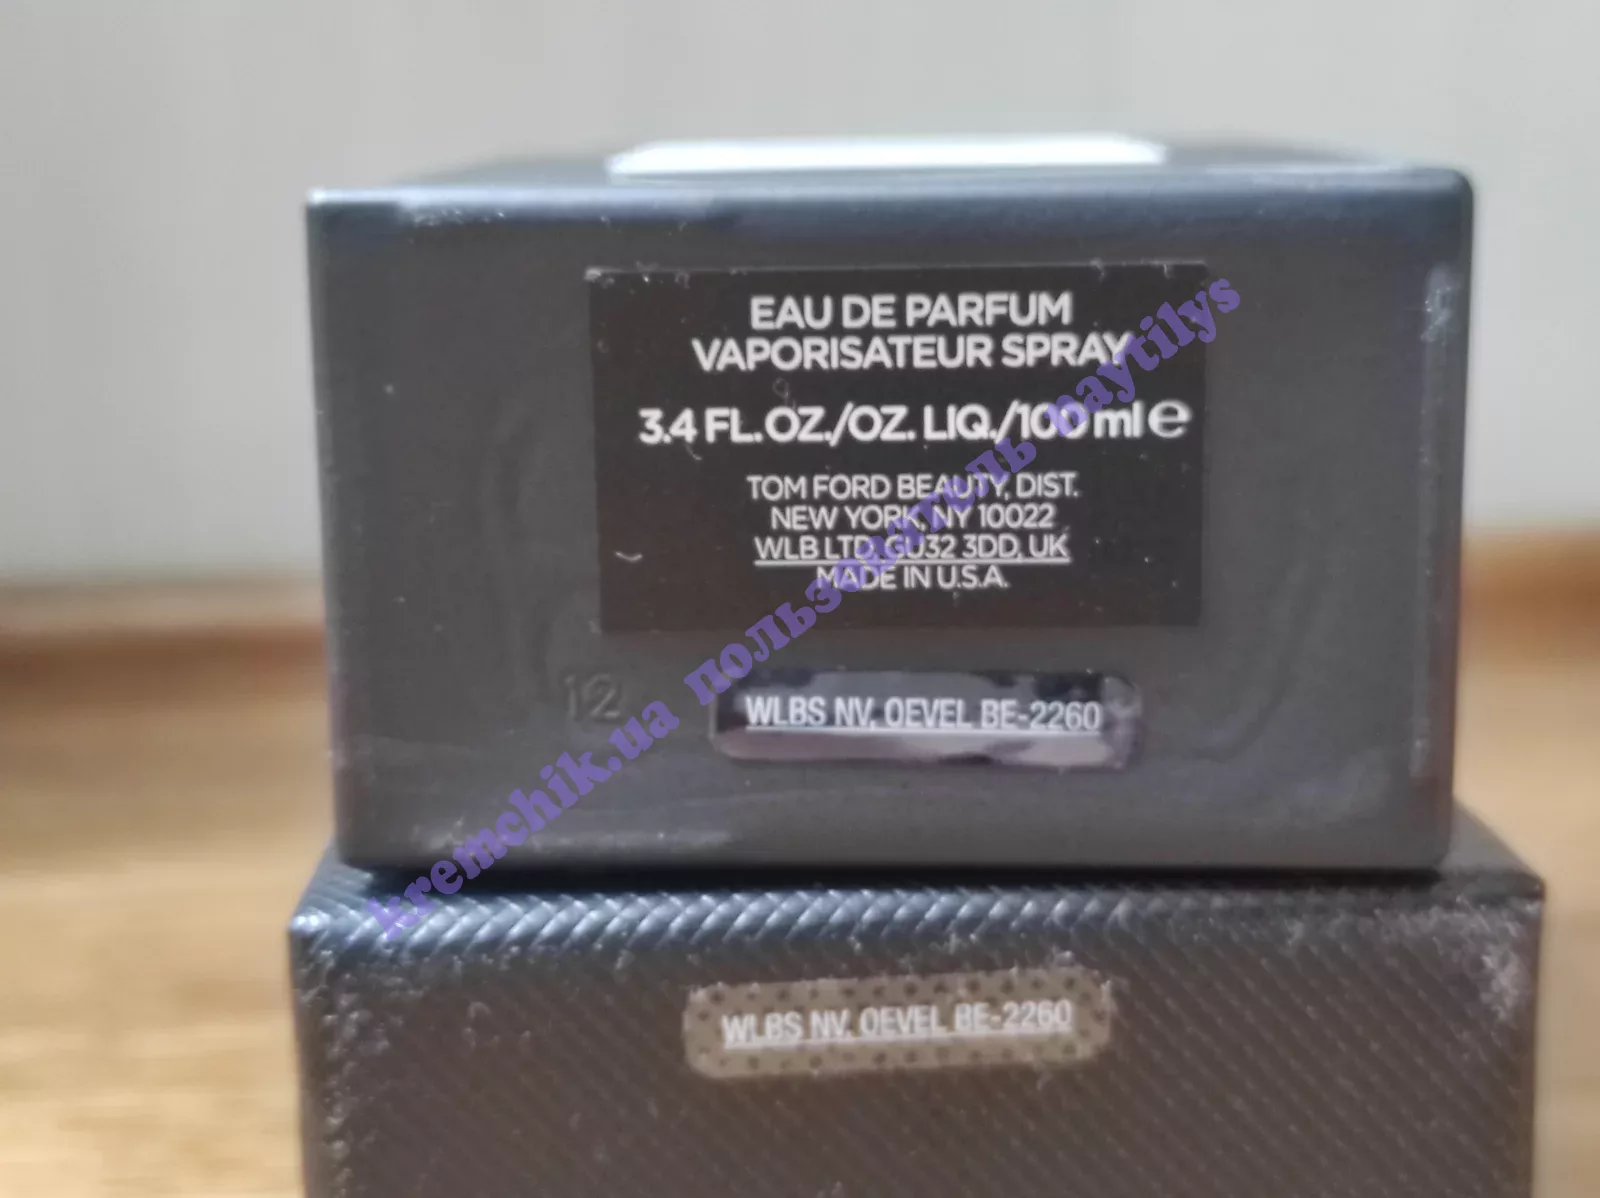 EAU DE PARFUM
VAPORISATEUR SPRAY
3.4 FL.OZ./OZ. LIQ./100 ml ℮
TOM FORD BEAUTY, DIST.
NEW YORK, NY 10022
WLB LTD, GU32 3DD, UK
MADE IN U.S.A.
12
WLBS NV, OEVEL BE-2260
WLBS NV, OEVEL BE-2260
kremchik.ua пользователь naytilys